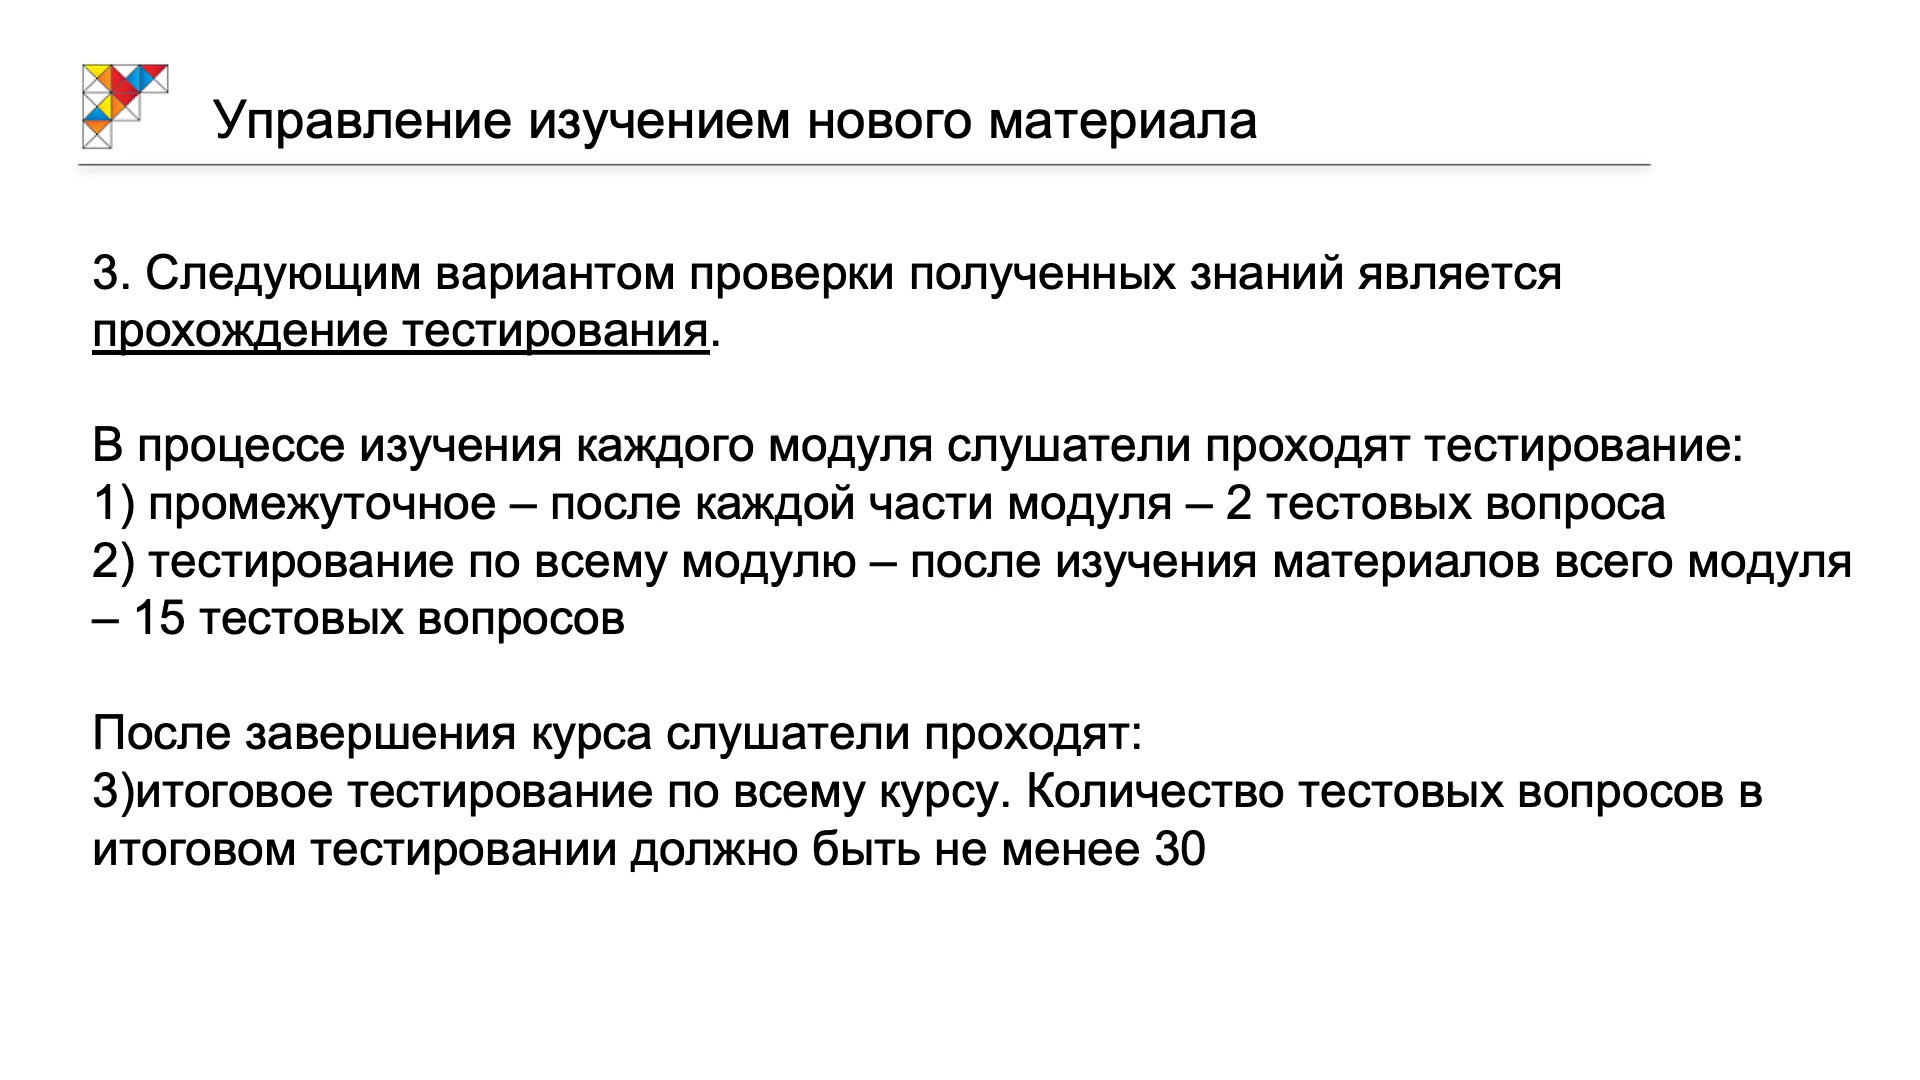 Управление изучением нового материала
3. Следующим вариантом проверки полученных знаний является
прохождение тестирования.
В процессе изучения каждого модуля слушатели проходят тестирование:
1) промежуточное – после каждой части модуля – 2 тестовых вопроса
2) тестирование по всему модулю – после изучения материалов всего модуля
– 15 тестовых вопросов
После завершения курса слушатели проходят:
3)итоговое тестирование по всему курсу. Количество тестовых вопросов в
итоговом тестировании должно быть не менее 30